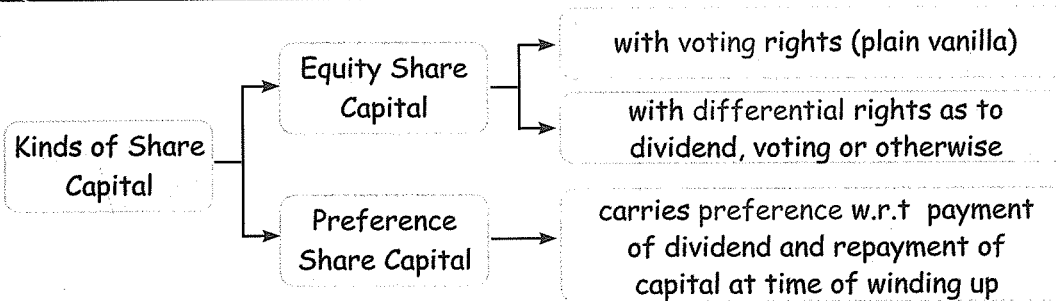 Kinds of Share
Capital
Equity Share
Capital
with voting rights (plain vanilla)
with differential rights as to
dividend, voting or otherwise
Preference
Share Capital
carries preference w.r.t payment
of dividend and repayment of
capital at time of winding up